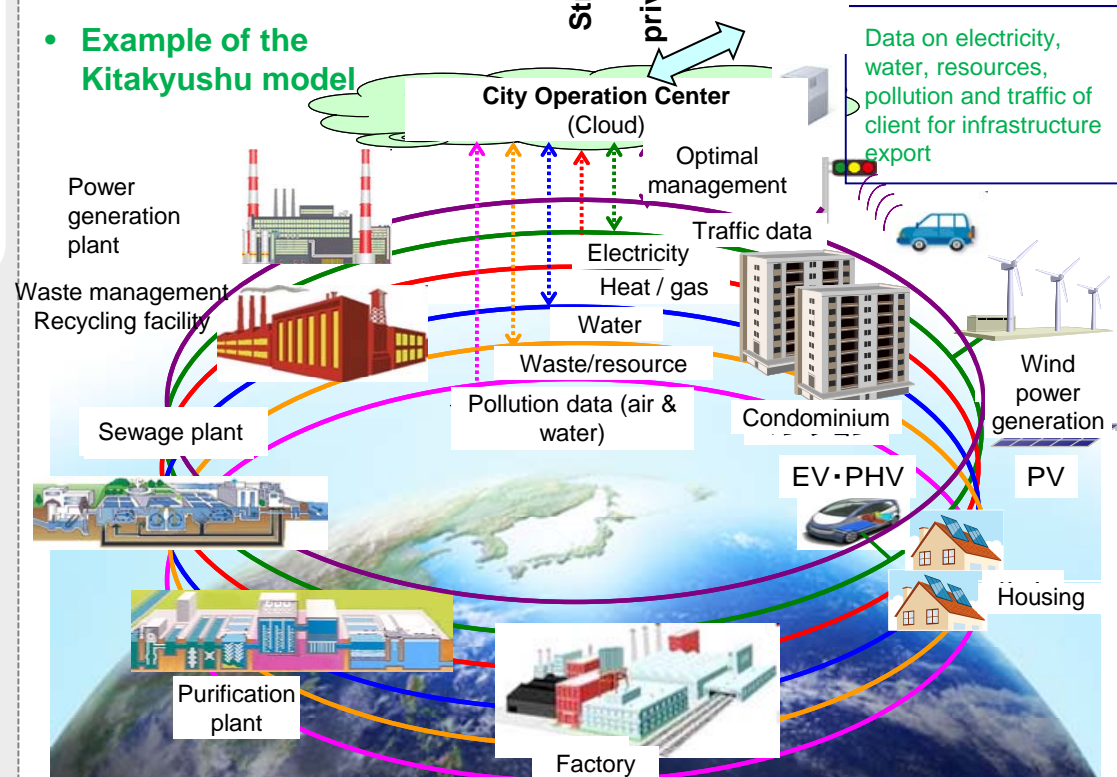 St
priv
• Example of the
Kitakyushu model
Data on electricity,
water, resources,
pollution and traffic of
client for infrastructure
export
City Operation Center
(Cloud)
Optimal
management
Power
generation
plant
Traffic data
Electricity
Heat / gas
Waste management
Recycling facility
Water
Waste/resource
Wind
power
generation
Pollution data (air &
water)
Condominium
Sewage plant
EV・PHV
PV
Housing
Purification
plant
Factory